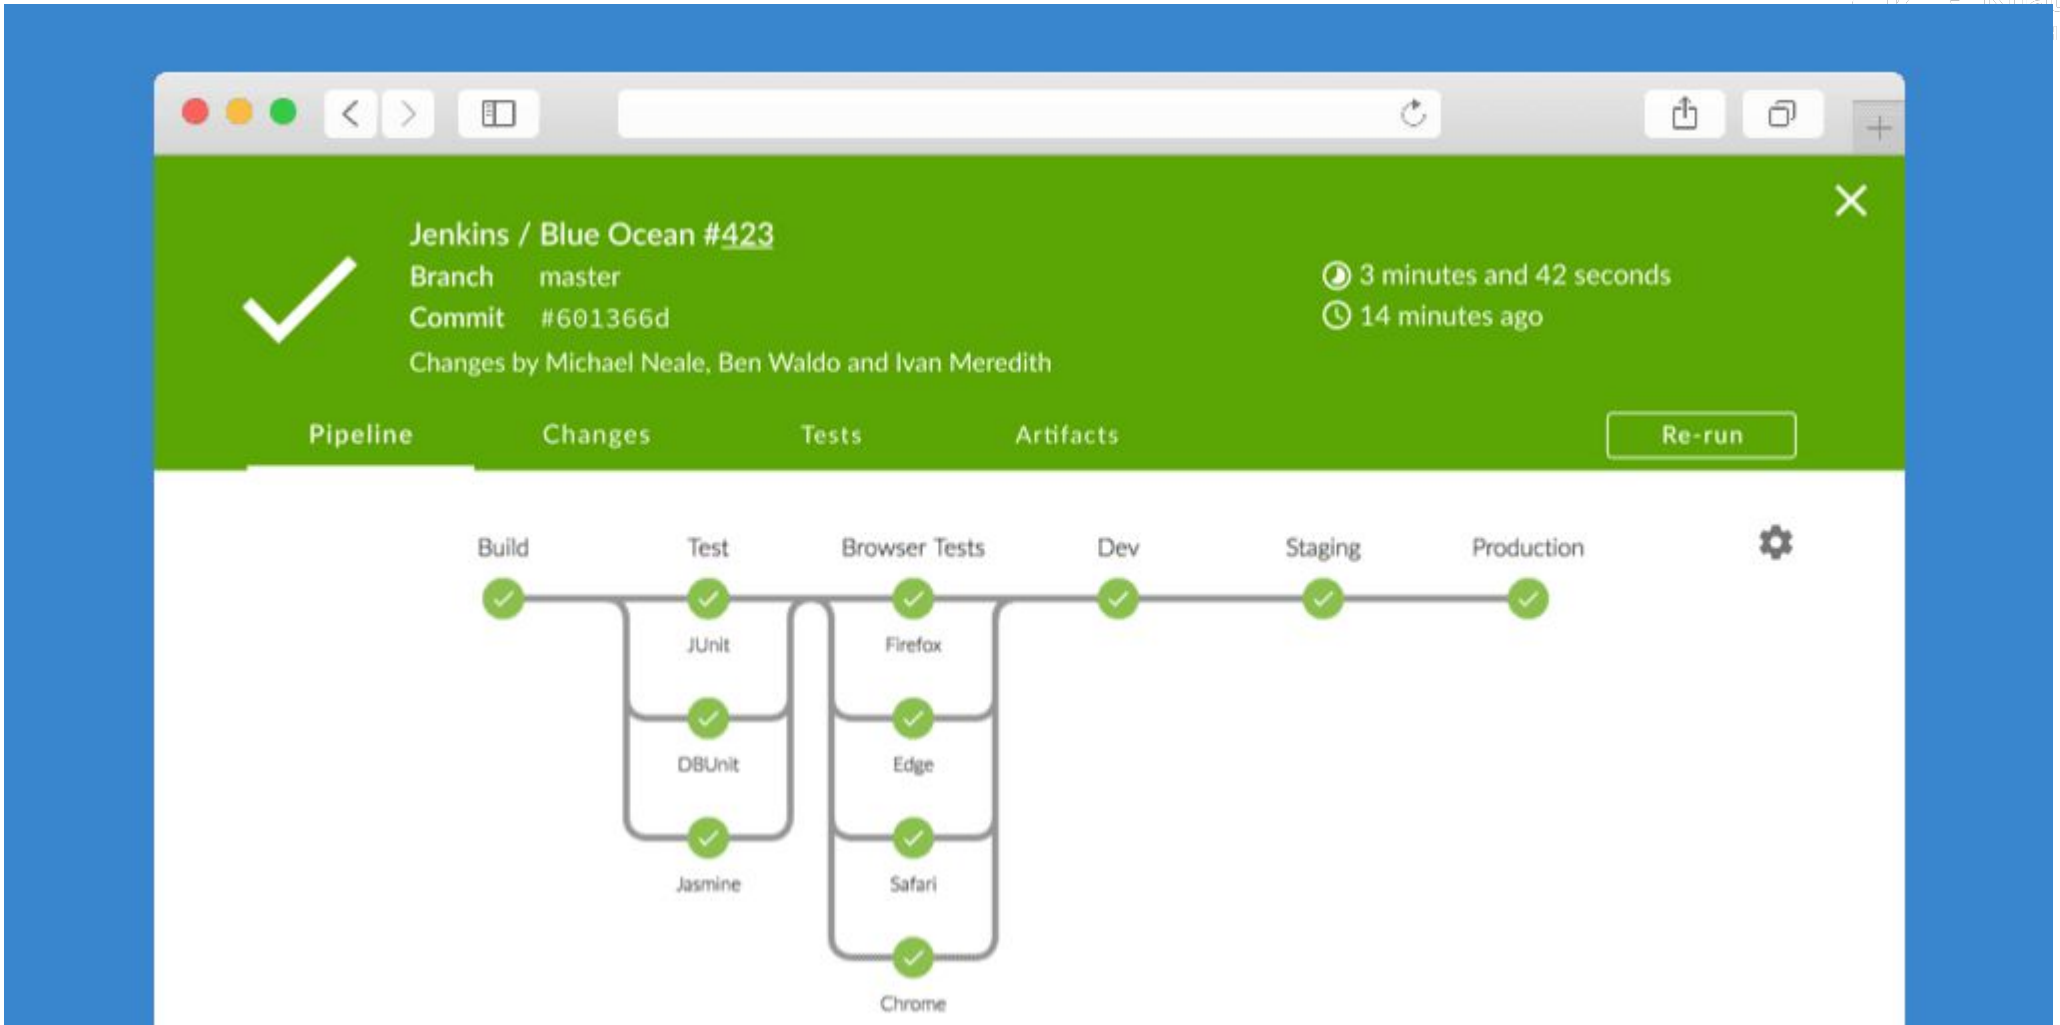 Jenkins / Blue Ocean #423
Branch master
Commit #601366d
Changes by Michael Neale, Ben Waldo and Ivan Meredith
3 minutes and 42 seconds
14 minutes ago
Pipeline Changes Tests Artifacts Re-run
Build Test Browser Tests Dev Staging Production
JUnit Firefox
DBUnit Edge
Jasmine Safari
Chrome